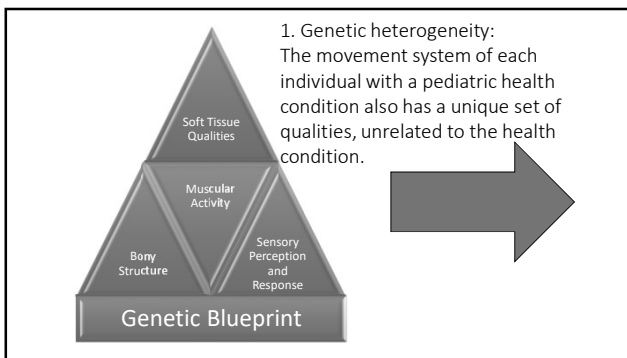 1. Genetic heterogeneity:
The movement system of each
individual with a pediatric health
condition also has a unique set of
qualities, unrelated to the health
condition.
Soft Tissue
Qualities
Muscular
Activity
Bony
Structure
Sensory
Perception
and
Response
Genetic Blueprint